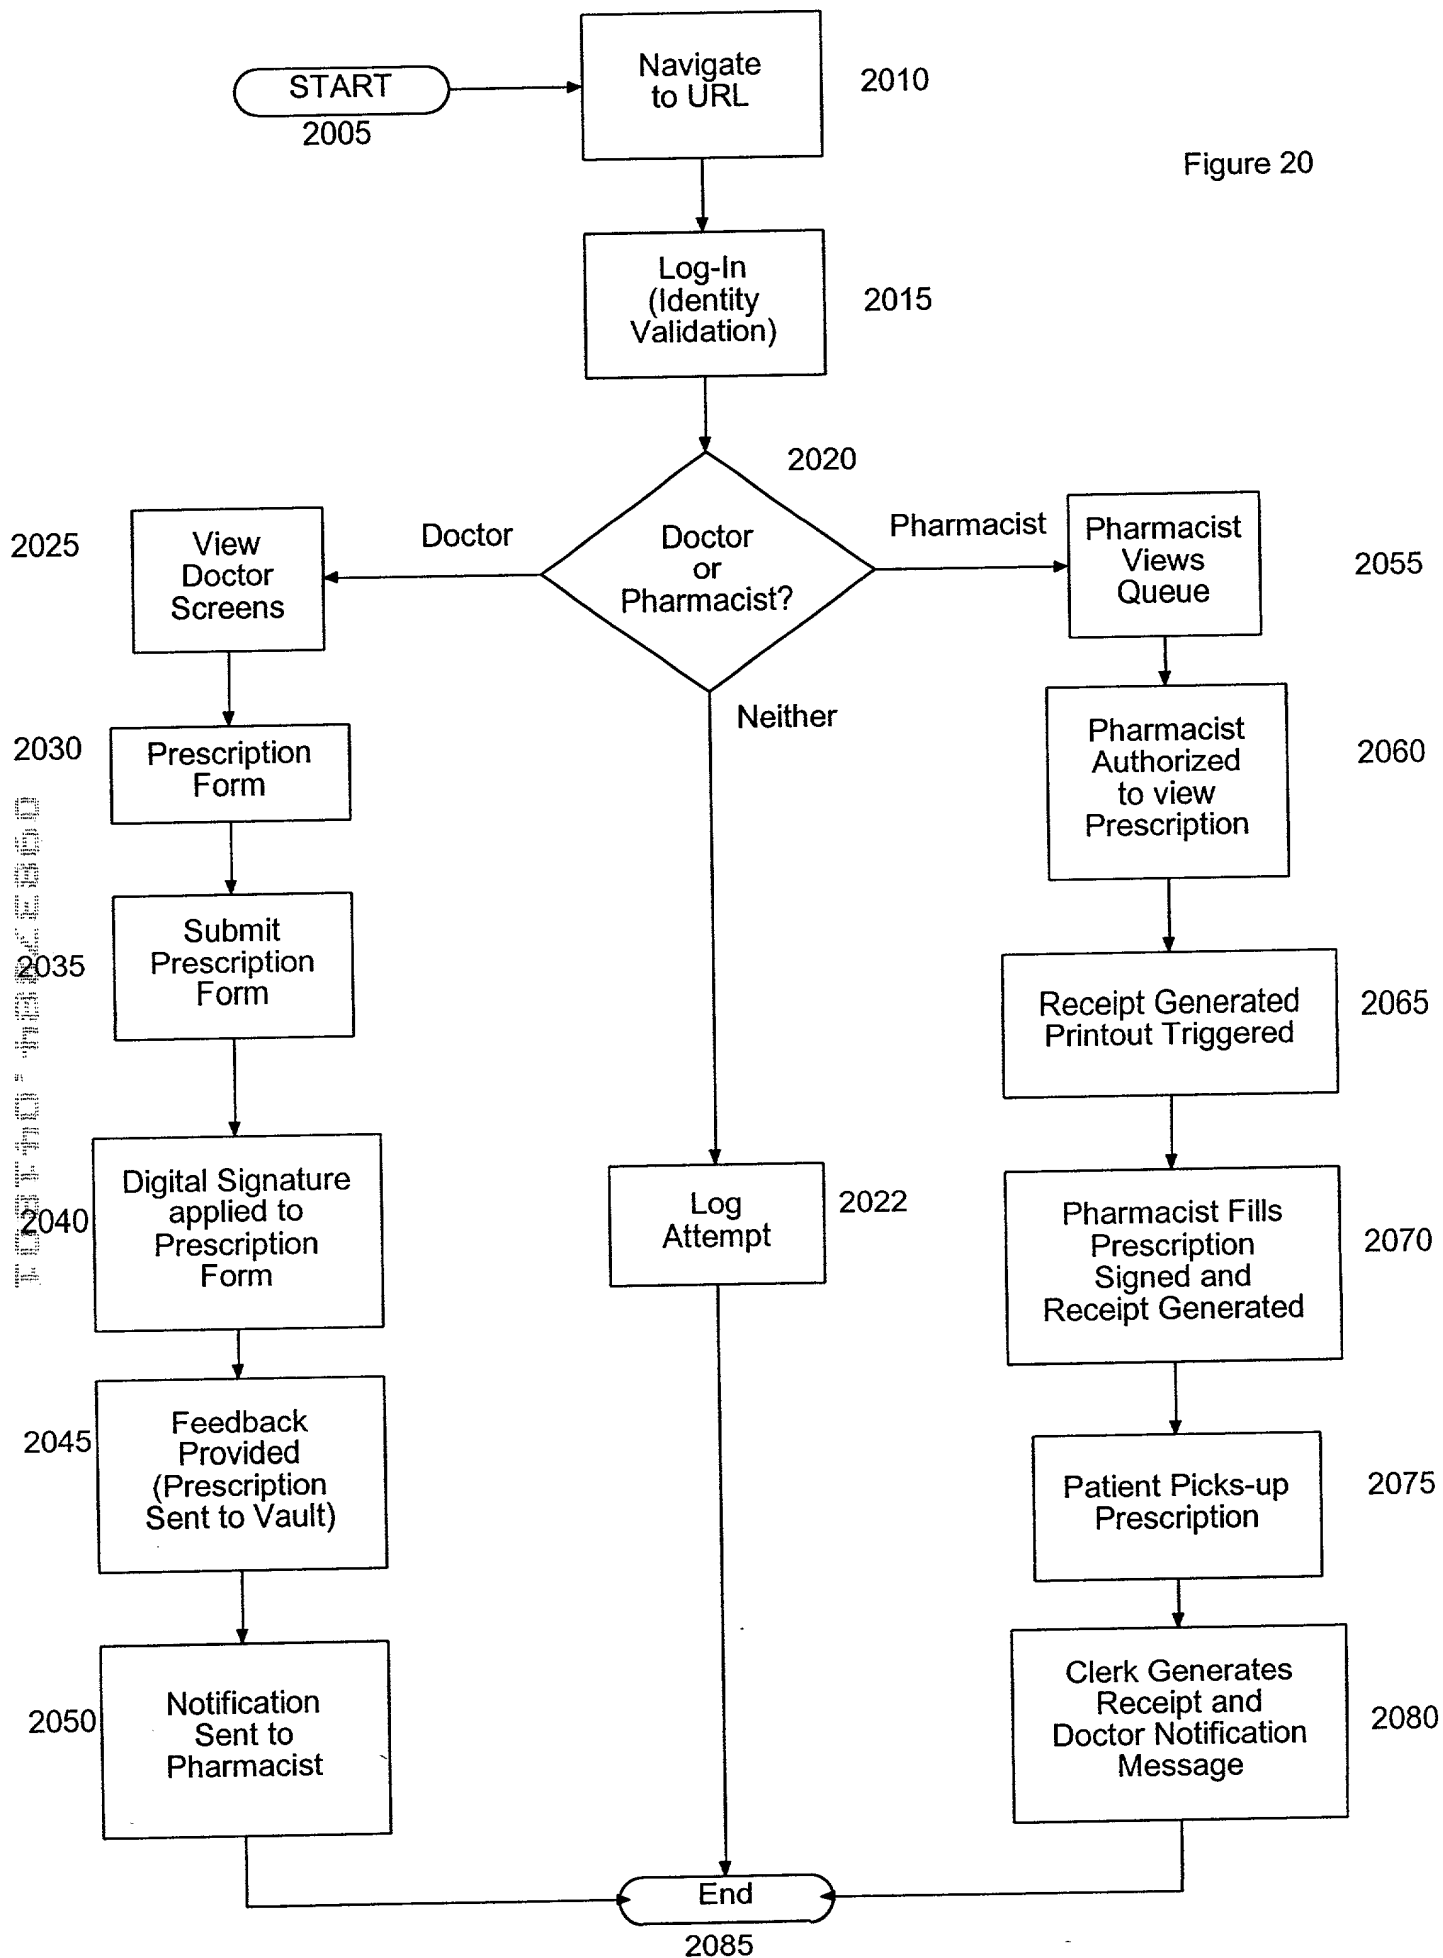 START
2005
Navigate
to URL
2010
Figure 20
Log-In
(Identity
Validation)
2015
2020
Doctor
or
Pharmacist?
Doctor
Pharmacist
Neither
2025
View
Doctor
Screens
2030
Prescription
Form
2035
Submit
Prescription
Form
2040
Digital Signature
applied to
Prescription
Form
2045
Feedback
Provided
(Prescription
Sent to Vault)
2050
Notification
Sent to
Pharmacist
Log
Attempt
2022
Pharmacist
Views
Queue
2055
Pharmacist
Authorized
to view
Prescription
2060
Receipt Generated
Printout Triggered
2065
Pharmacist Fills
Prescription
Signed and
Receipt Generated
2070
Patient Picks-up
Prescription
2075
Clerk Generates
Receipt and
Doctor Notification
Message
2080
End
2085